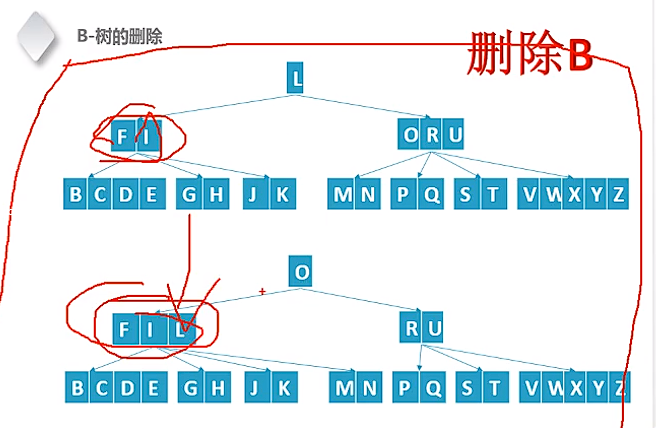 B-树的删除
删除B
L
F I O R U
B C D E G H J K M N P Q S T V W X Y Z
O
F I L R U
B C D E G H J K M N P Q S T V W X Y Z